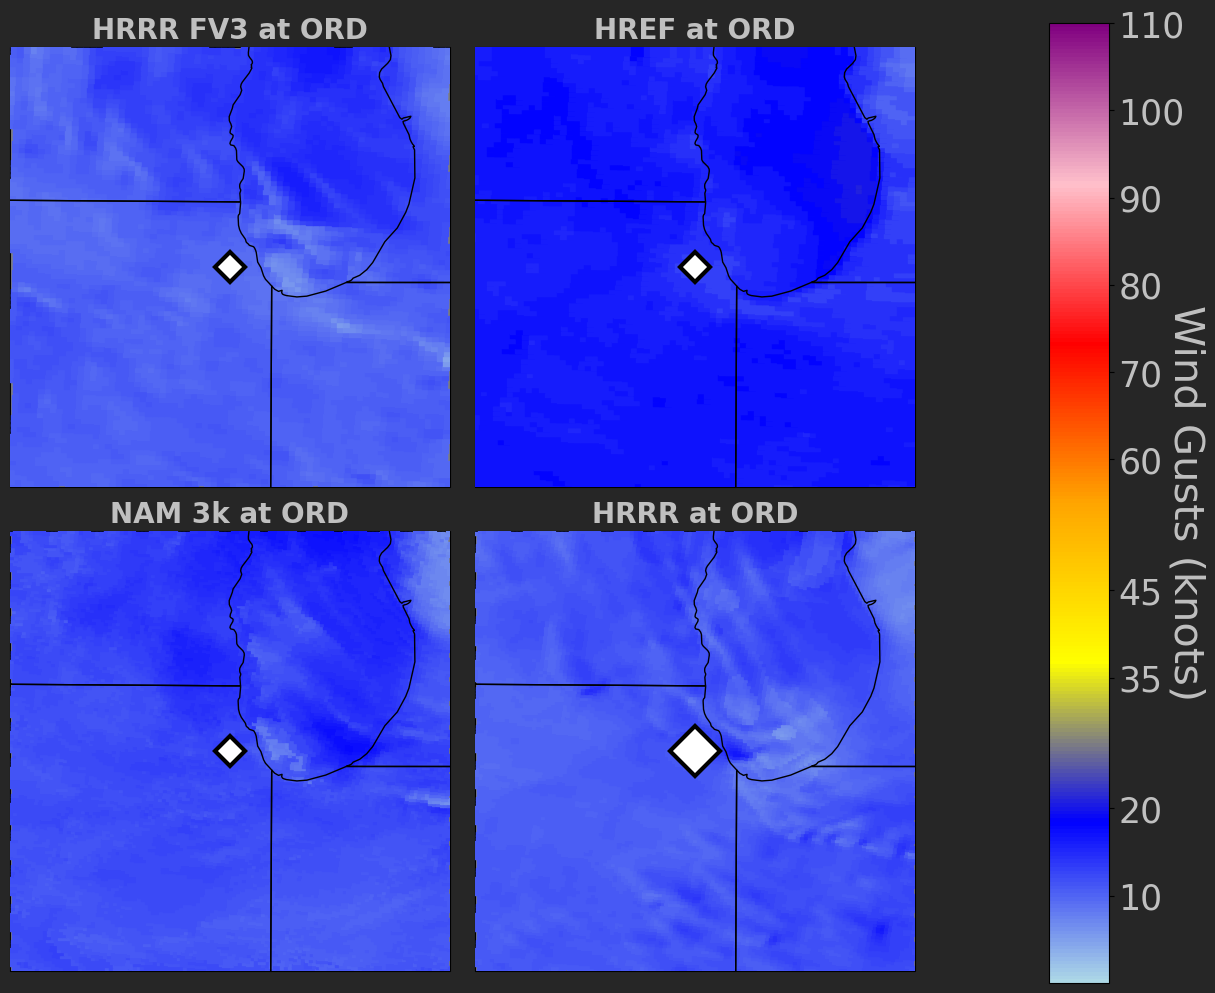 HRRR FV3 at ORD
HREF at ORD
NAM 3k at ORD
HRRR at ORD
110
100
90
80
70
60
45
35
20
10
Wind Gusts (knots)